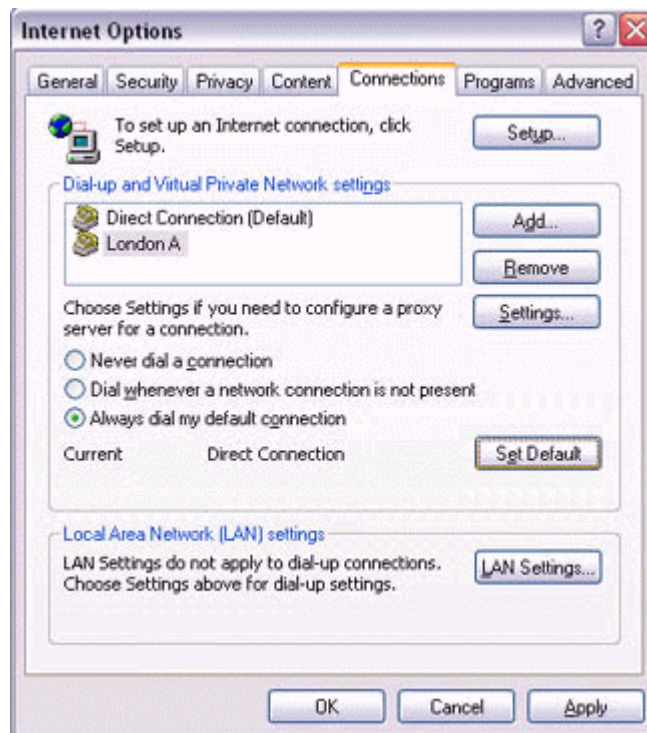 Internet Options
General Security Privacy Content Connections Programs Advanced
To set up an Internet connection, click
Setup.
Setup...
Dial-up and Virtual Private Network settings
Direct Connection (Default)
London A
Add...
Remove
Choose Settings if you need to configure a proxy
server for a connection.
Settings...
Never dial a connection
Dial whenever a network connection is not present
Always dial my default connection
Current Direct Connection
Set Default
Local Area Network (LAN) settings
LAN Settings do not apply to dial-up connections.
Choose Settings above for dial-up settings.
LAN Settings...
OK Cancel Apply